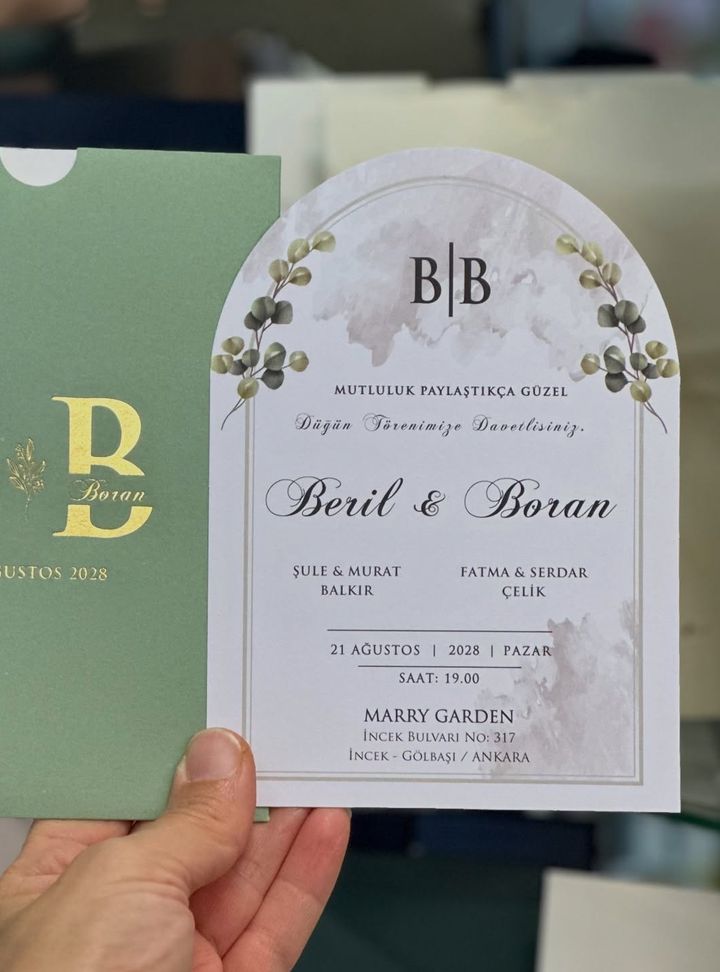 B
Boran
ĞUSTOS 2028
B|B
MUTLULUK PAYLAŞTIKÇA GÜZEL
Düğün Törenimize Davetlisiniz.
Beril & Boran
ŞULE & MURAT
BALKIR
FATMA & SERDAR
ÇELİK
21 AĞUSTOS | 2028 | PAZAR
SAAT: 19.00
MARRY GARDEN
İNCEK BULVARI NO: 317
İNCEK - GÖLBAŞI / ANKARA